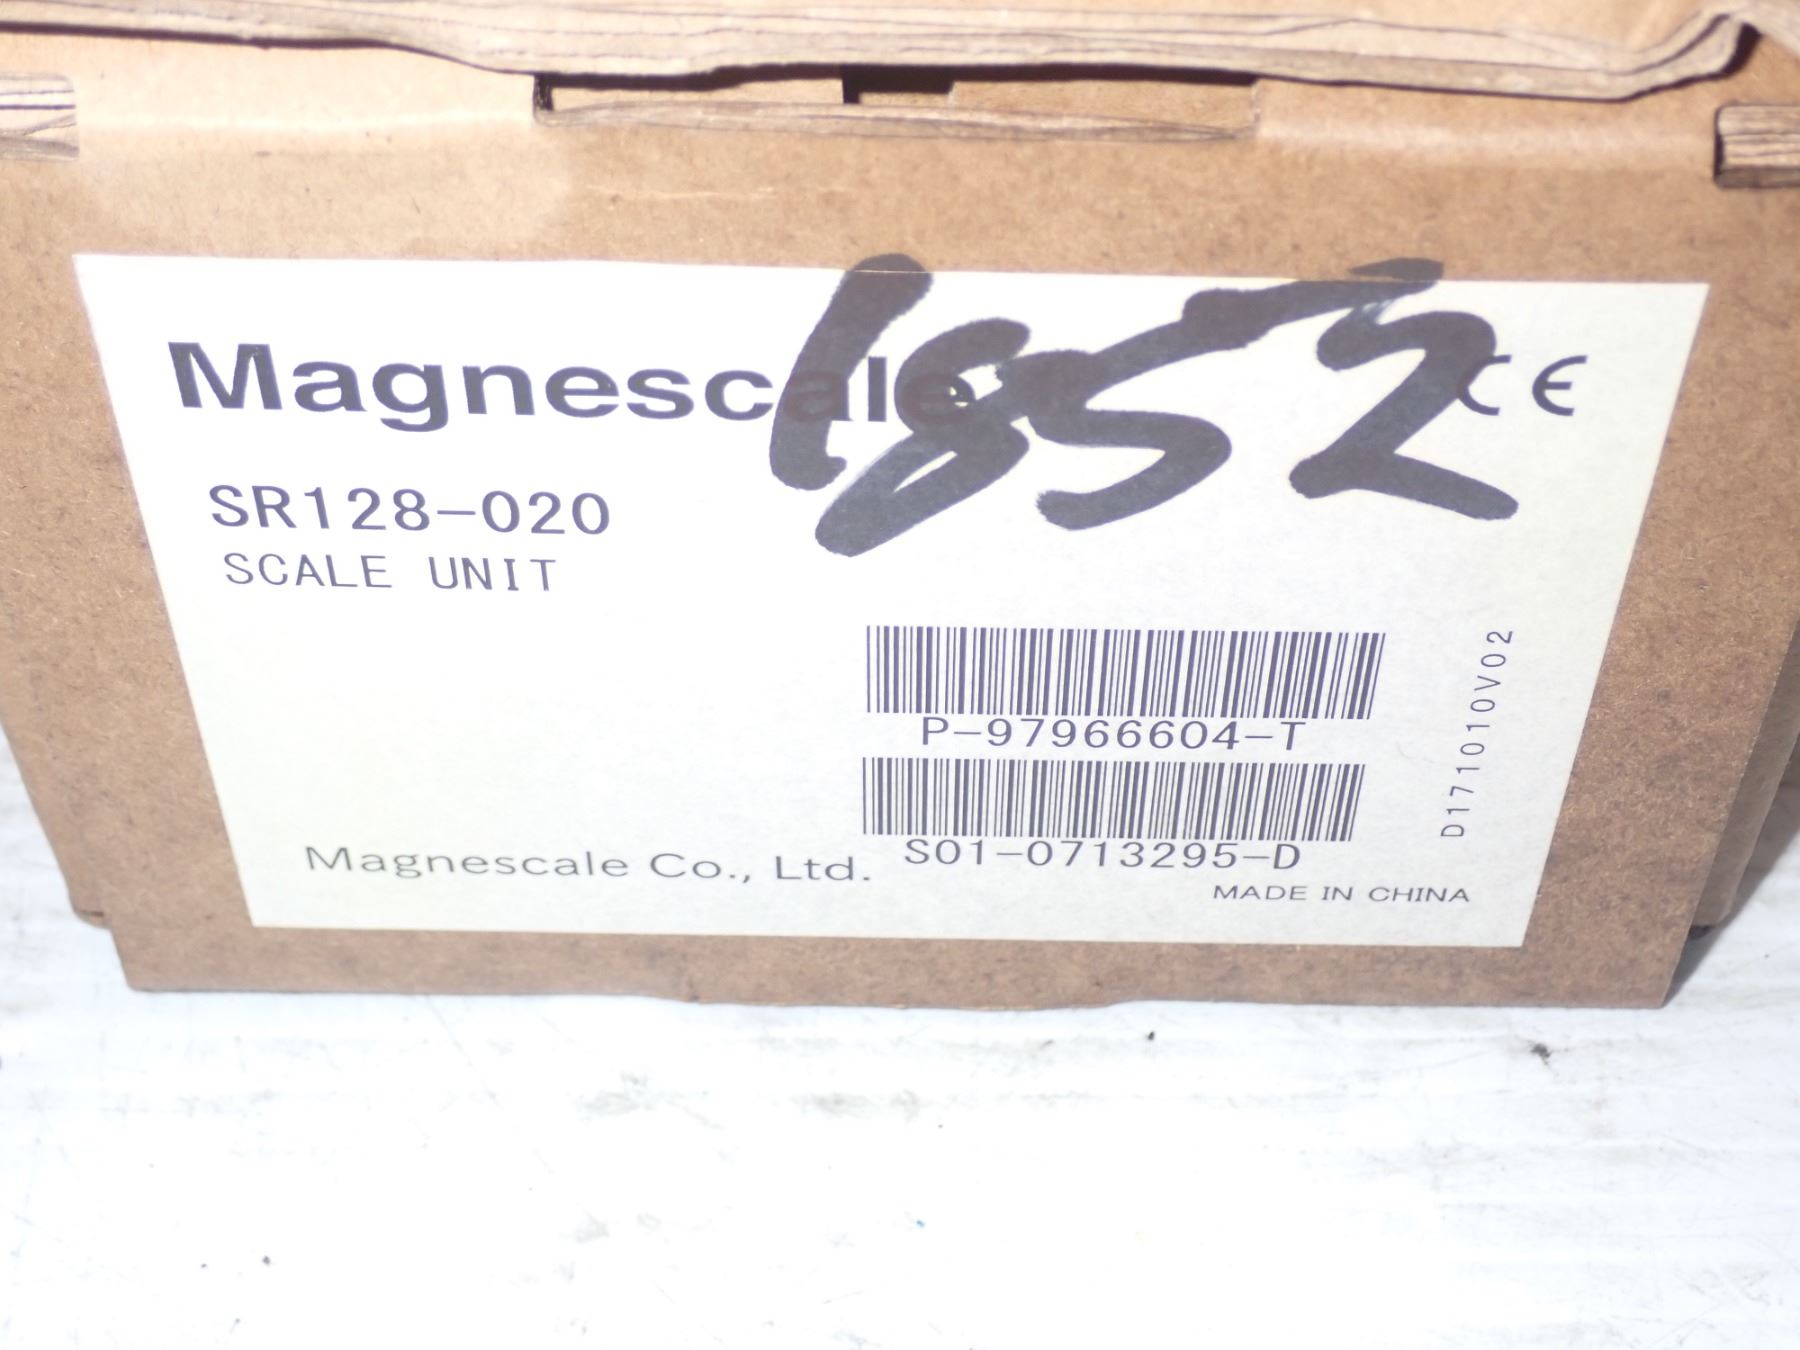 Magnescale
1852
CE
SR128-020
SCALE UNIT
P-97966604-T
S01-0713295-D
D171010V02
Magnescale Co., Ltd.
MADE IN CHINA